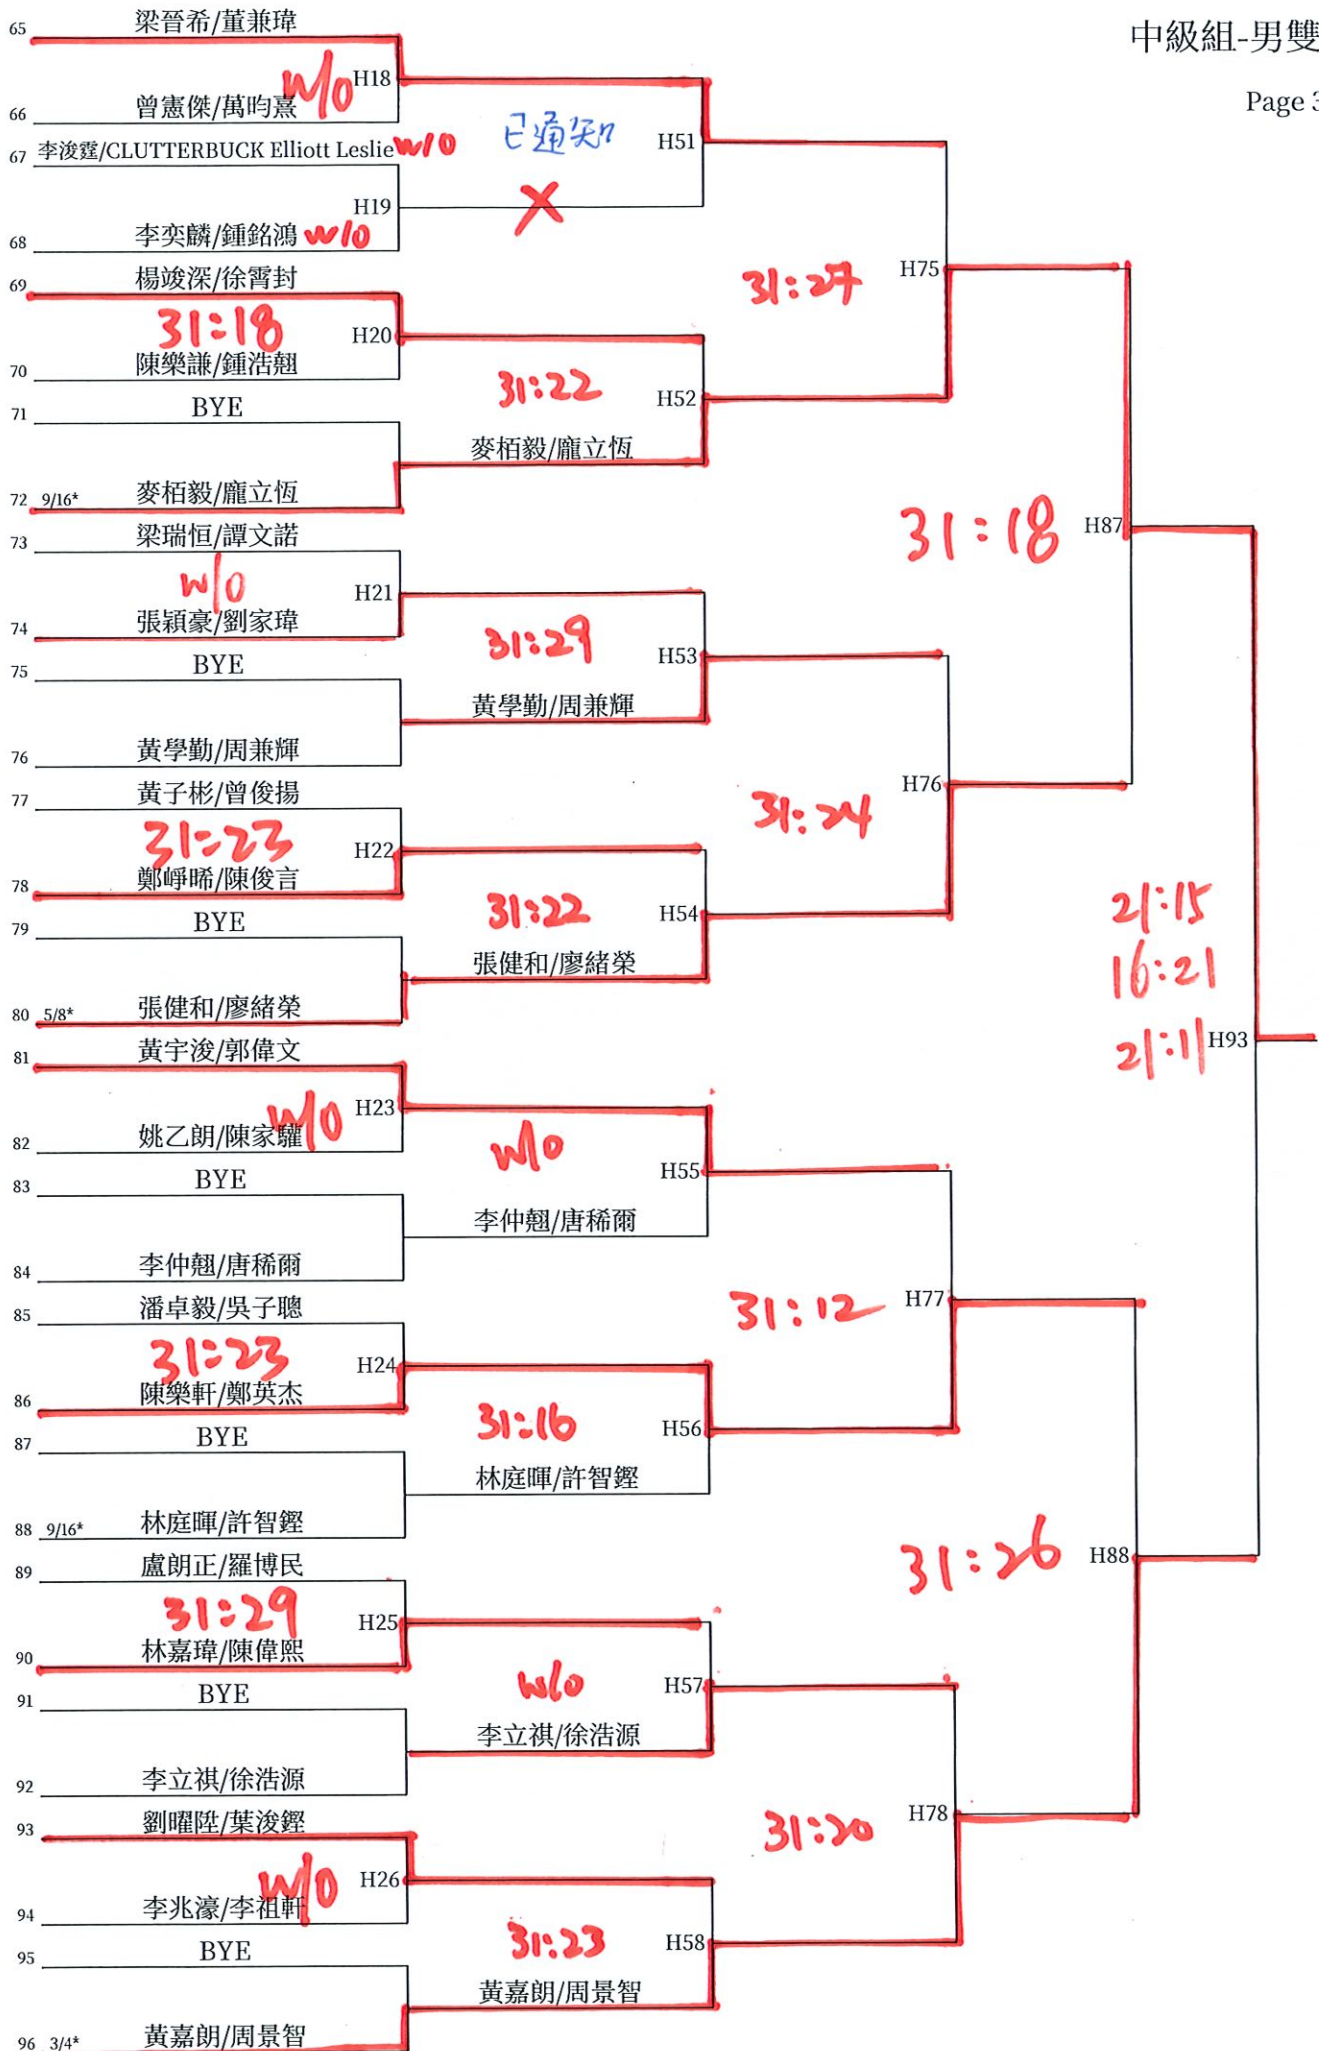 中級組-男雙
Page 3
65 梁晉希/董兼瑋
w/o H18
66 曾憲傑/萬昀熹
67 李浚霆/CLUTTERBUCK Elliott Leslie w/o
已通知 H51
H19 X
68 李奕麟/鍾銘鴻 w/o
69 楊竣深/徐霄封
31:27 H75
31:18 H20
70 陳樂謙/鍾浩翹
31:22 H52
71 BYE
麥栢毅/龐立恆
72 9/16* 麥栢毅/龐立恆
31:18 H87
73 梁瑞恒/譚文諾
w/o H21
74 張穎豪/劉家瑋
31:29 H53
75 BYE
黃學勤/周兼輝
76 黃學勤/周兼輝
31:24 H76
77 黃子彬/曾俊揚
31:23 H22
78 鄭崢晞/陳俊言
31:22 H54
79 BYE
張健和/廖緒榮
80 5/8* 張健和/廖緒榮
21:15
16:21
21:11 H93
81 黃宇浚/郭偉文
w/o H23
82 姚乙朗/陳家驩
w/o H55
83 BYE
李仲翹/唐稀爾
84 李仲翹/唐稀爾
31:12 H77
85 潘卓毅/吳子聰
31:23 H24
86 陳樂軒/鄭英杰
31:16 H56
87 BYE
林庭暉/許智鏗
88 9/16* 林庭暉/許智鏗
31:26 H88
89 盧朗正/羅博民
31:29 H25
90 林嘉瑋/陳偉熙
w/o H57
91 BYE
李立祺/徐浩源
92 李立祺/徐浩源
31:20 H78
93 劉曜陞/葉浚鏗
w/o H26
94 李兆濠/李祖軒
31:23 H58
95 BYE
黃嘉朗/周景智
96 3/4* 黃嘉朗/周景智